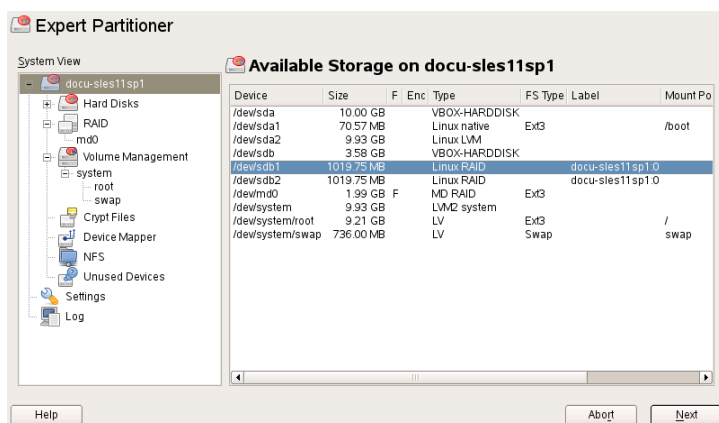 Expert Partitioner
System View
docu-sles11sp1
Hard Disks
RAID
md0
Volume Management
system
root
swap
Crypt Files
Device Mapper
NFS
Unused Devices
Settings
Log
Available Storage on docu-sles11sp1
Device Size F Enc Type FS Type Label Mount Po
/dev/sda 10.00 GB VBOX-HARDDISK
/dev/sda1 70.57 MB Linux native Ext3 /boot
/dev/sda2 9.93 GB Linux LVM
/dev/sdb 3.58 GB VBOX-HARDDISK
/dev/sdb1 1019.75 MB Linux RAID docu-sles11sp1:0
/dev/sdb2 1019.75 MB Linux RAID docu-sles11sp1:0
/dev/md0 1.99 GB F MD RAID Ext3
/dev/system 9.93 GB LVM2 system
/dev/system/root 9.21 GB LV Ext3 /
/dev/system/swap 736.00 MB LV Swap swap
Help Abort Next